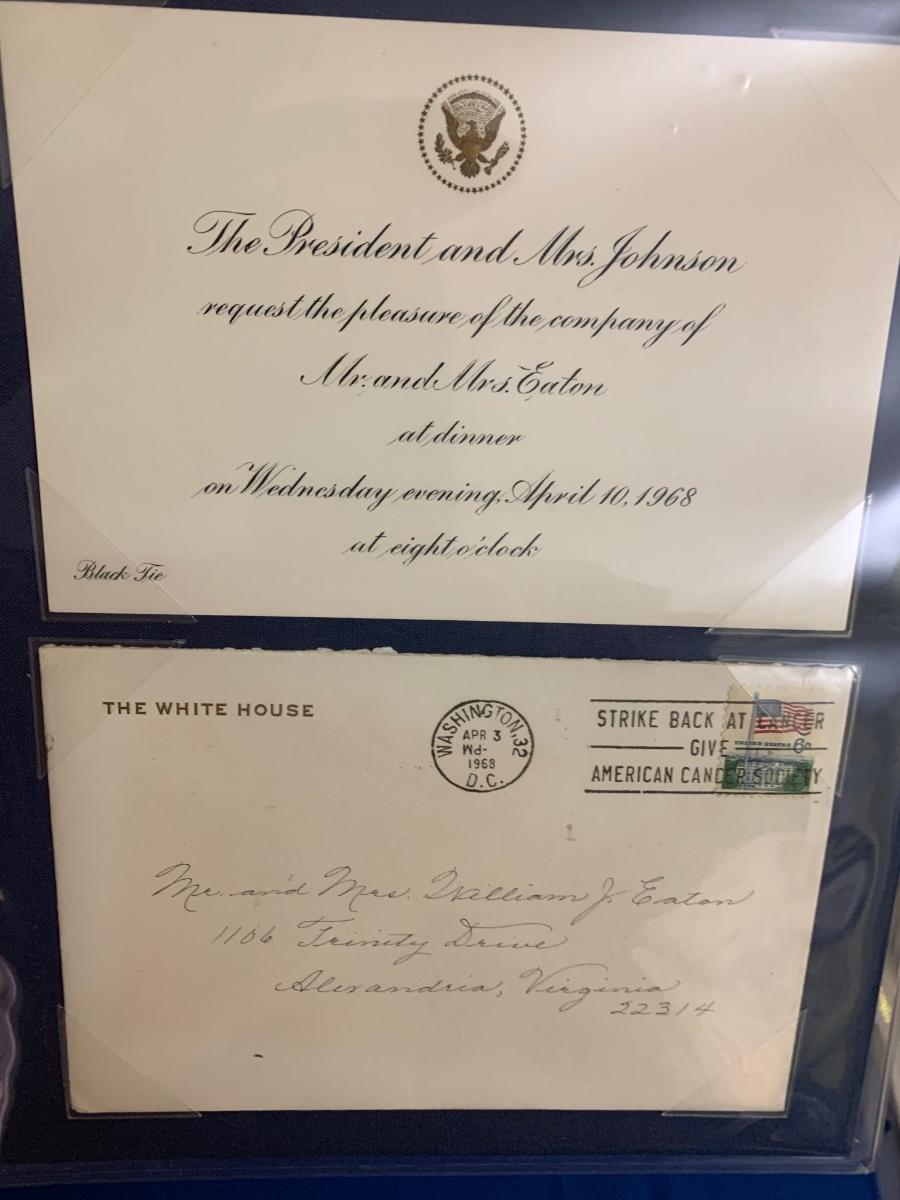 The President and Mrs. Johnson
request the pleasure of the company of
Mr. and Mrs. Eaton
at dinner
on Wednesday evening, April 10, 1968
at eight o'clock
Black Tie
THE WHITE HOUSE
WASHINGTON, 32
APR 3
1968
D.C.
STRIKE BACK AT CANCER
GIVE
AMERICAN CANCER SOCIETY
UNITED STATES 6c
Mr. and Mrs. William J. Eaton
1106 Trinity Drive
Alexandria, Virginia
22314